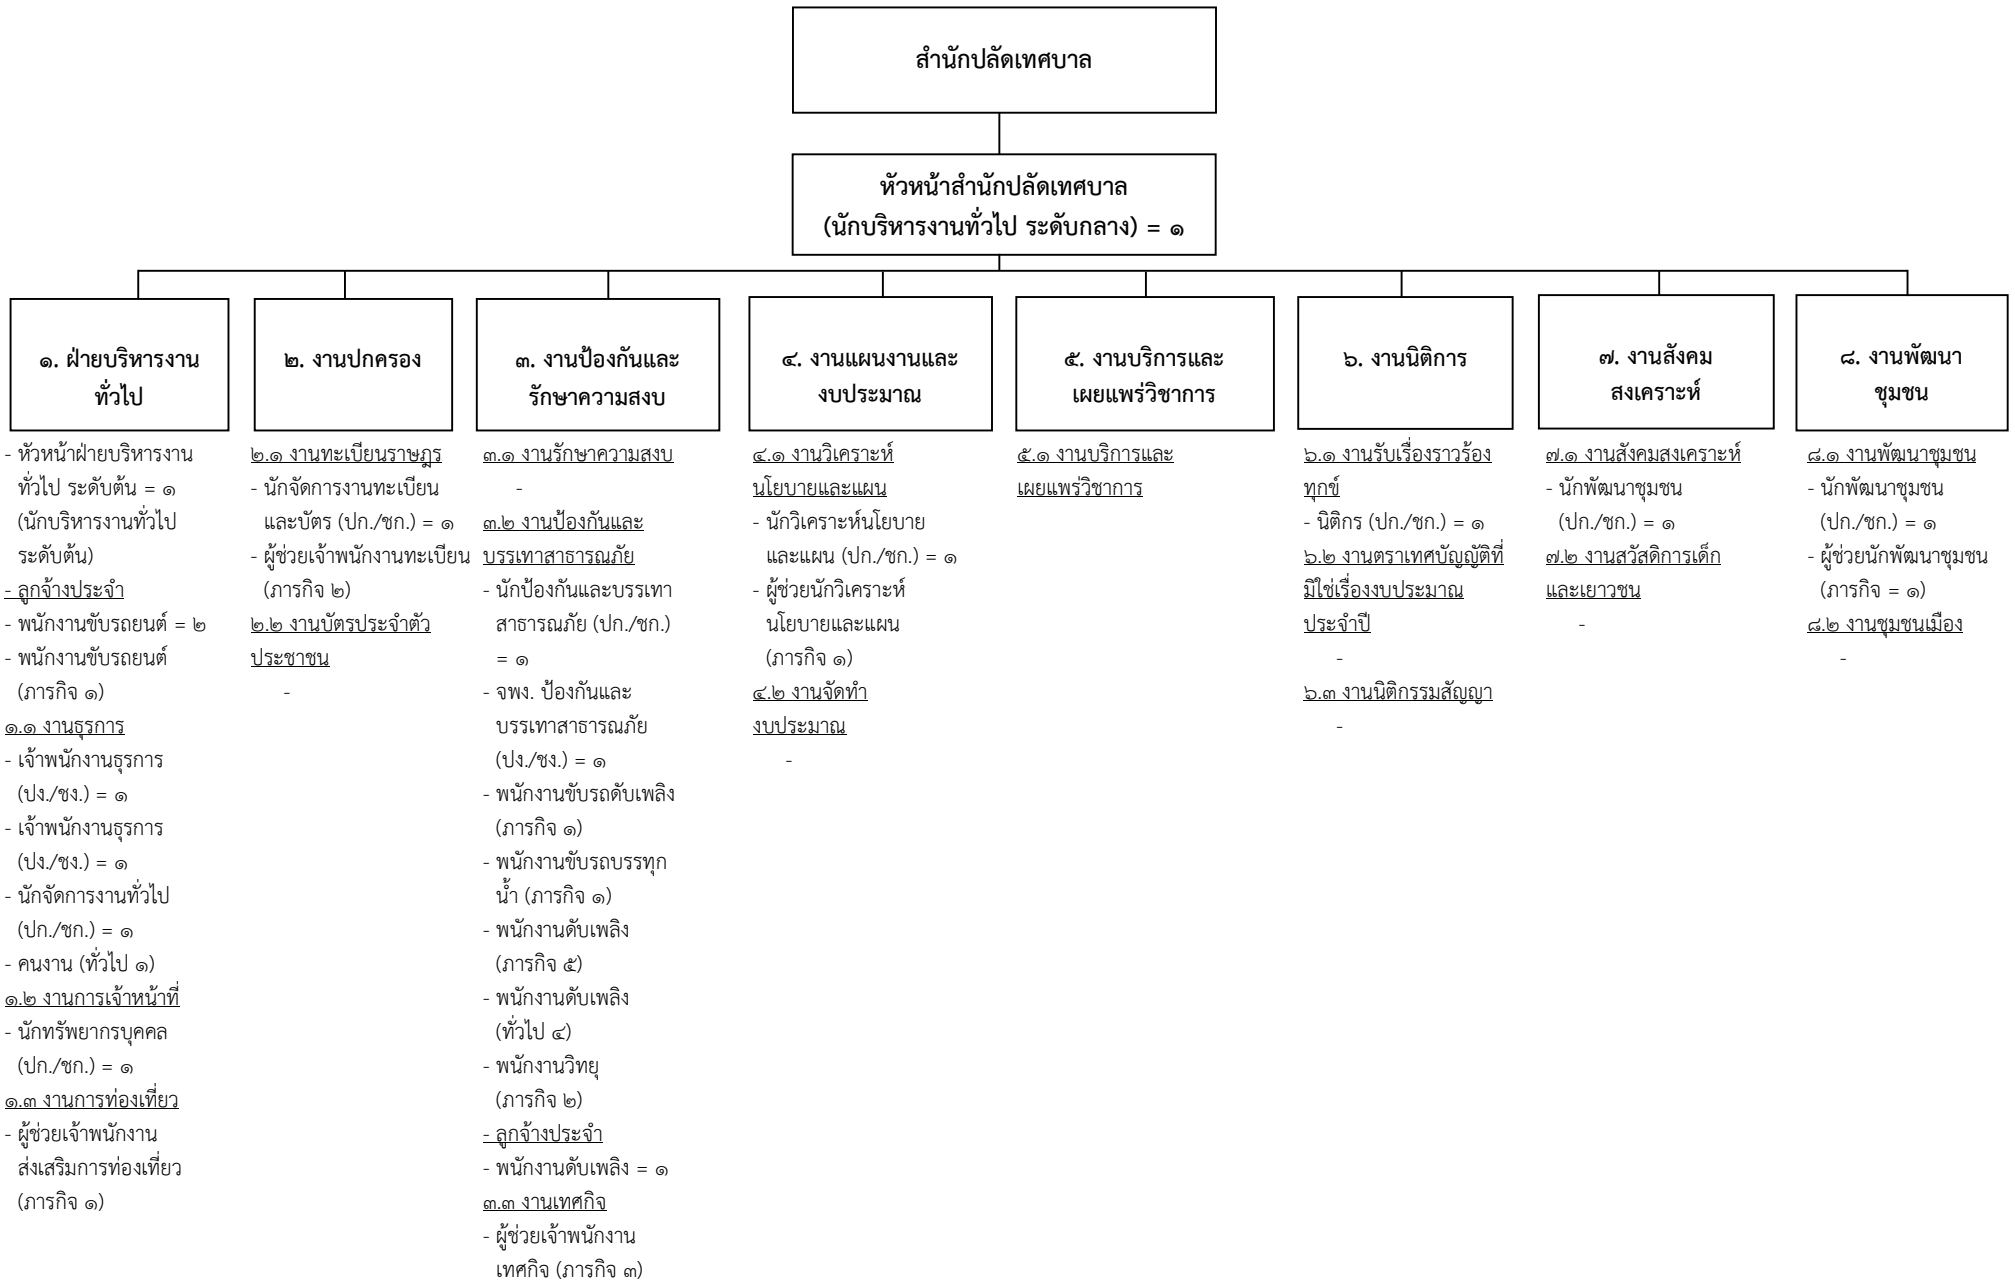 สำนักปลัดเทศบาล
หัวหน้าสำนักปลัดเทศบาล
(นักบริหารงานทั่วไป ระดับกลาง) = ๑
๑. ฝ่ายบริหารงาน
ทั่วไป
- หัวหน้าฝ่ายบริหารงาน
ทั่วไป ระดับต้น = ๑
(นักบริหารงานทั่วไป
ระดับต้น)
- ลูกจ้างประจำ
- พนักงานขับรถยนต์ = ๒
- พนักงานขับรถยนต์
(ภารกิจ ๑)
๑.๑ งานธุรการ
- เจ้าพนักงานธุรการ
(ปง./ชง.) = ๑
- เจ้าพนักงานธุรการ
(ปง./ชง.) = ๑
- นักจัดการงานทั่วไป
(ปก./ชก.) = ๑
- คนงาน (ทั่วไป ๑)
๑.๒ งานการเจ้าหน้าที่
- นักทรัพยากรบุคคล
(ปก./ชก.) = ๑
๑.๓ งานการท่องเที่ยว
- ผู้ช่วยเจ้าพนักงาน
ส่งเสริมการท่องเที่ยว
(ภารกิจ ๑)
๒. งานปกครอง
๒.๑ งานทะเบียนราษฎร
- นักจัดการงานทะเบียน
และบัตร (ปก./ชก.) = ๑
- ผู้ช่วยเจ้าพนักงานทะเบียน
(ภารกิจ ๒)
๒.๒ งานบัตรประจำตัว
ประชาชน
-
๓. งานป้องกันและ
รักษาความสงบ
๓.๑ งานรักษาความสงบ
-
๓.๒ งานป้องกันและ
บรรเทาสาธารณภัย
- นักป้องกันและบรรเทา
สาธารณภัย (ปก./ชก.)
= ๑
- จพง. ป้องกันและ
บรรเทาสาธารณภัย
(ปง./ชง.) = ๑
- พนักงานขับรถดับเพลิง
(ภารกิจ ๑)
- พนักงานขับรถบรรทุก
น้ำ (ภารกิจ ๑)
- พนักงานดับเพลิง
(ภารกิจ ๕)
- พนักงานดับเพลิง
(ทั่วไป ๔)
- พนักงานวิทยุ
(ภารกิจ ๒)
- ลูกจ้างประจำ
- พนักงานดับเพลิง = ๑
๓.๓ งานเทศกิจ
- ผู้ช่วยเจ้าพนักงาน
เทศกิจ (ภารกิจ ๓)
๔. งานแผนงานและ
งบประมาณ
๔.๑ งานวิเคราะห์
นโยบายและแผน
- นักวิเคราะห์นโยบาย
และแผน (ปก./ชก.) = ๑
- ผู้ช่วยนักวิเคราะห์
นโยบายและแผน
(ภารกิจ ๑)
๔.๒ งานจัดทำ
งบประมาณ
-
๕. งานบริการและ
เผยแพร่วิชาการ
๕.๑ งานบริการและ
เผยแพร่วิชาการ
๖. งานนิติการ
๖.๑ งานรับเรื่องราวร้อง
ทุกข์
- นิติกร (ปก./ชก.) = ๑
๖.๒ งานตราเทศบัญญัติที่
มิใช่เรื่องงบประมาณ
ประจำปี
-
๖.๓ งานนิติกรรมสัญญา
-
๗. งานสังคม
สงเคราะห์
๗.๑ งานสังคมสงเคราะห์
- นักพัฒนาชุมชน
(ปก./ชก.) = ๑
๗.๒ งานสวัสดิการเด็ก
และเยาวชน
-
๘. งานพัฒนา
ชุมชน
๘.๑ งานพัฒนาชุมชน
- นักพัฒนาชุมชน
(ปก./ชก.) = ๑
- ผู้ช่วยนักพัฒนาชุมชน
(ภารกิจ = ๑)
๘.๒ งานชุมชนเมือง
-